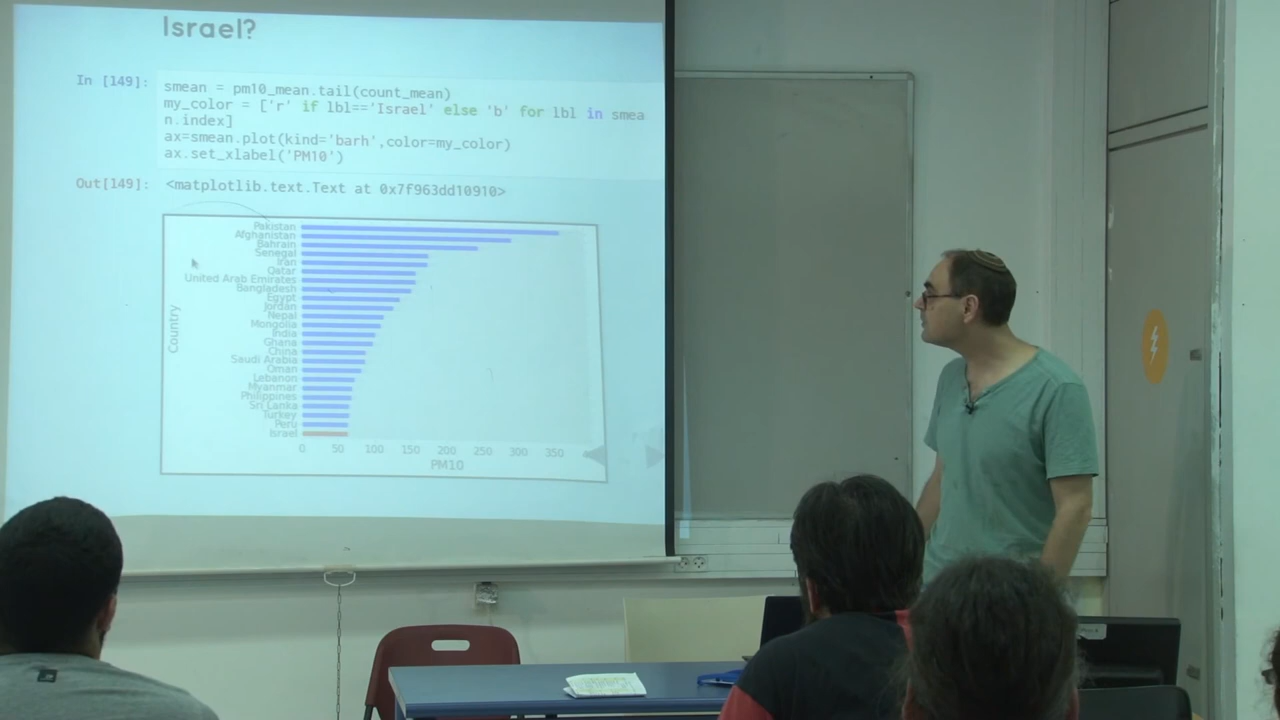 Israel?
In [149]:
smean = pm10_mean.tail(count_mean)
my_color = ['r' if lbl=='Israel' else 'b' for lbl in smea
n.index]
ax=smean.plot(kind='barh',color=my_color)
ax.set_xlabel('PM10')
Out[149]: <matplotlib.text.Text at 0x7f963dd10910>
Pakistan
Afghanistan
Bahrain
Senegal
Iran
Qatar
United Arab Emirates
Bangladesh
Egypt
Jordan
Nepal
Mongolia
India
Ghana
China
Saudi Arabia
Oman
Lebanon
Myanmar
Philippines
Sri Lanka
Turkey
Peru
Israel
Country
0 50 100 150 200 250 300 350
PM10